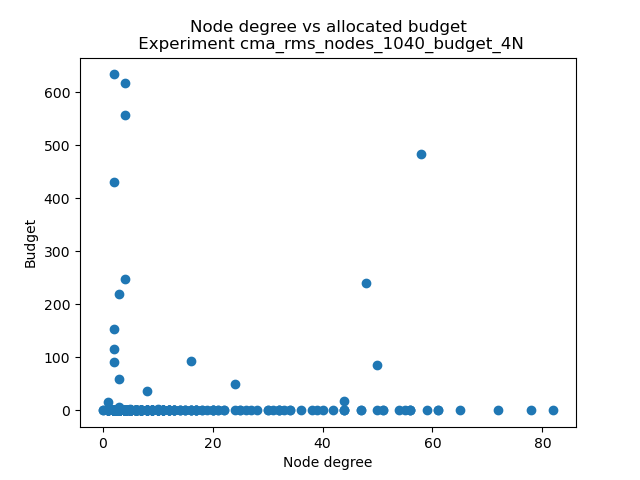 Node degree vs allocated budget
Experiment cma_rms_nodes_1040_budget_4N
600
500
400
300
200
100
0
Budget
0 20 40 60 80
Node degree